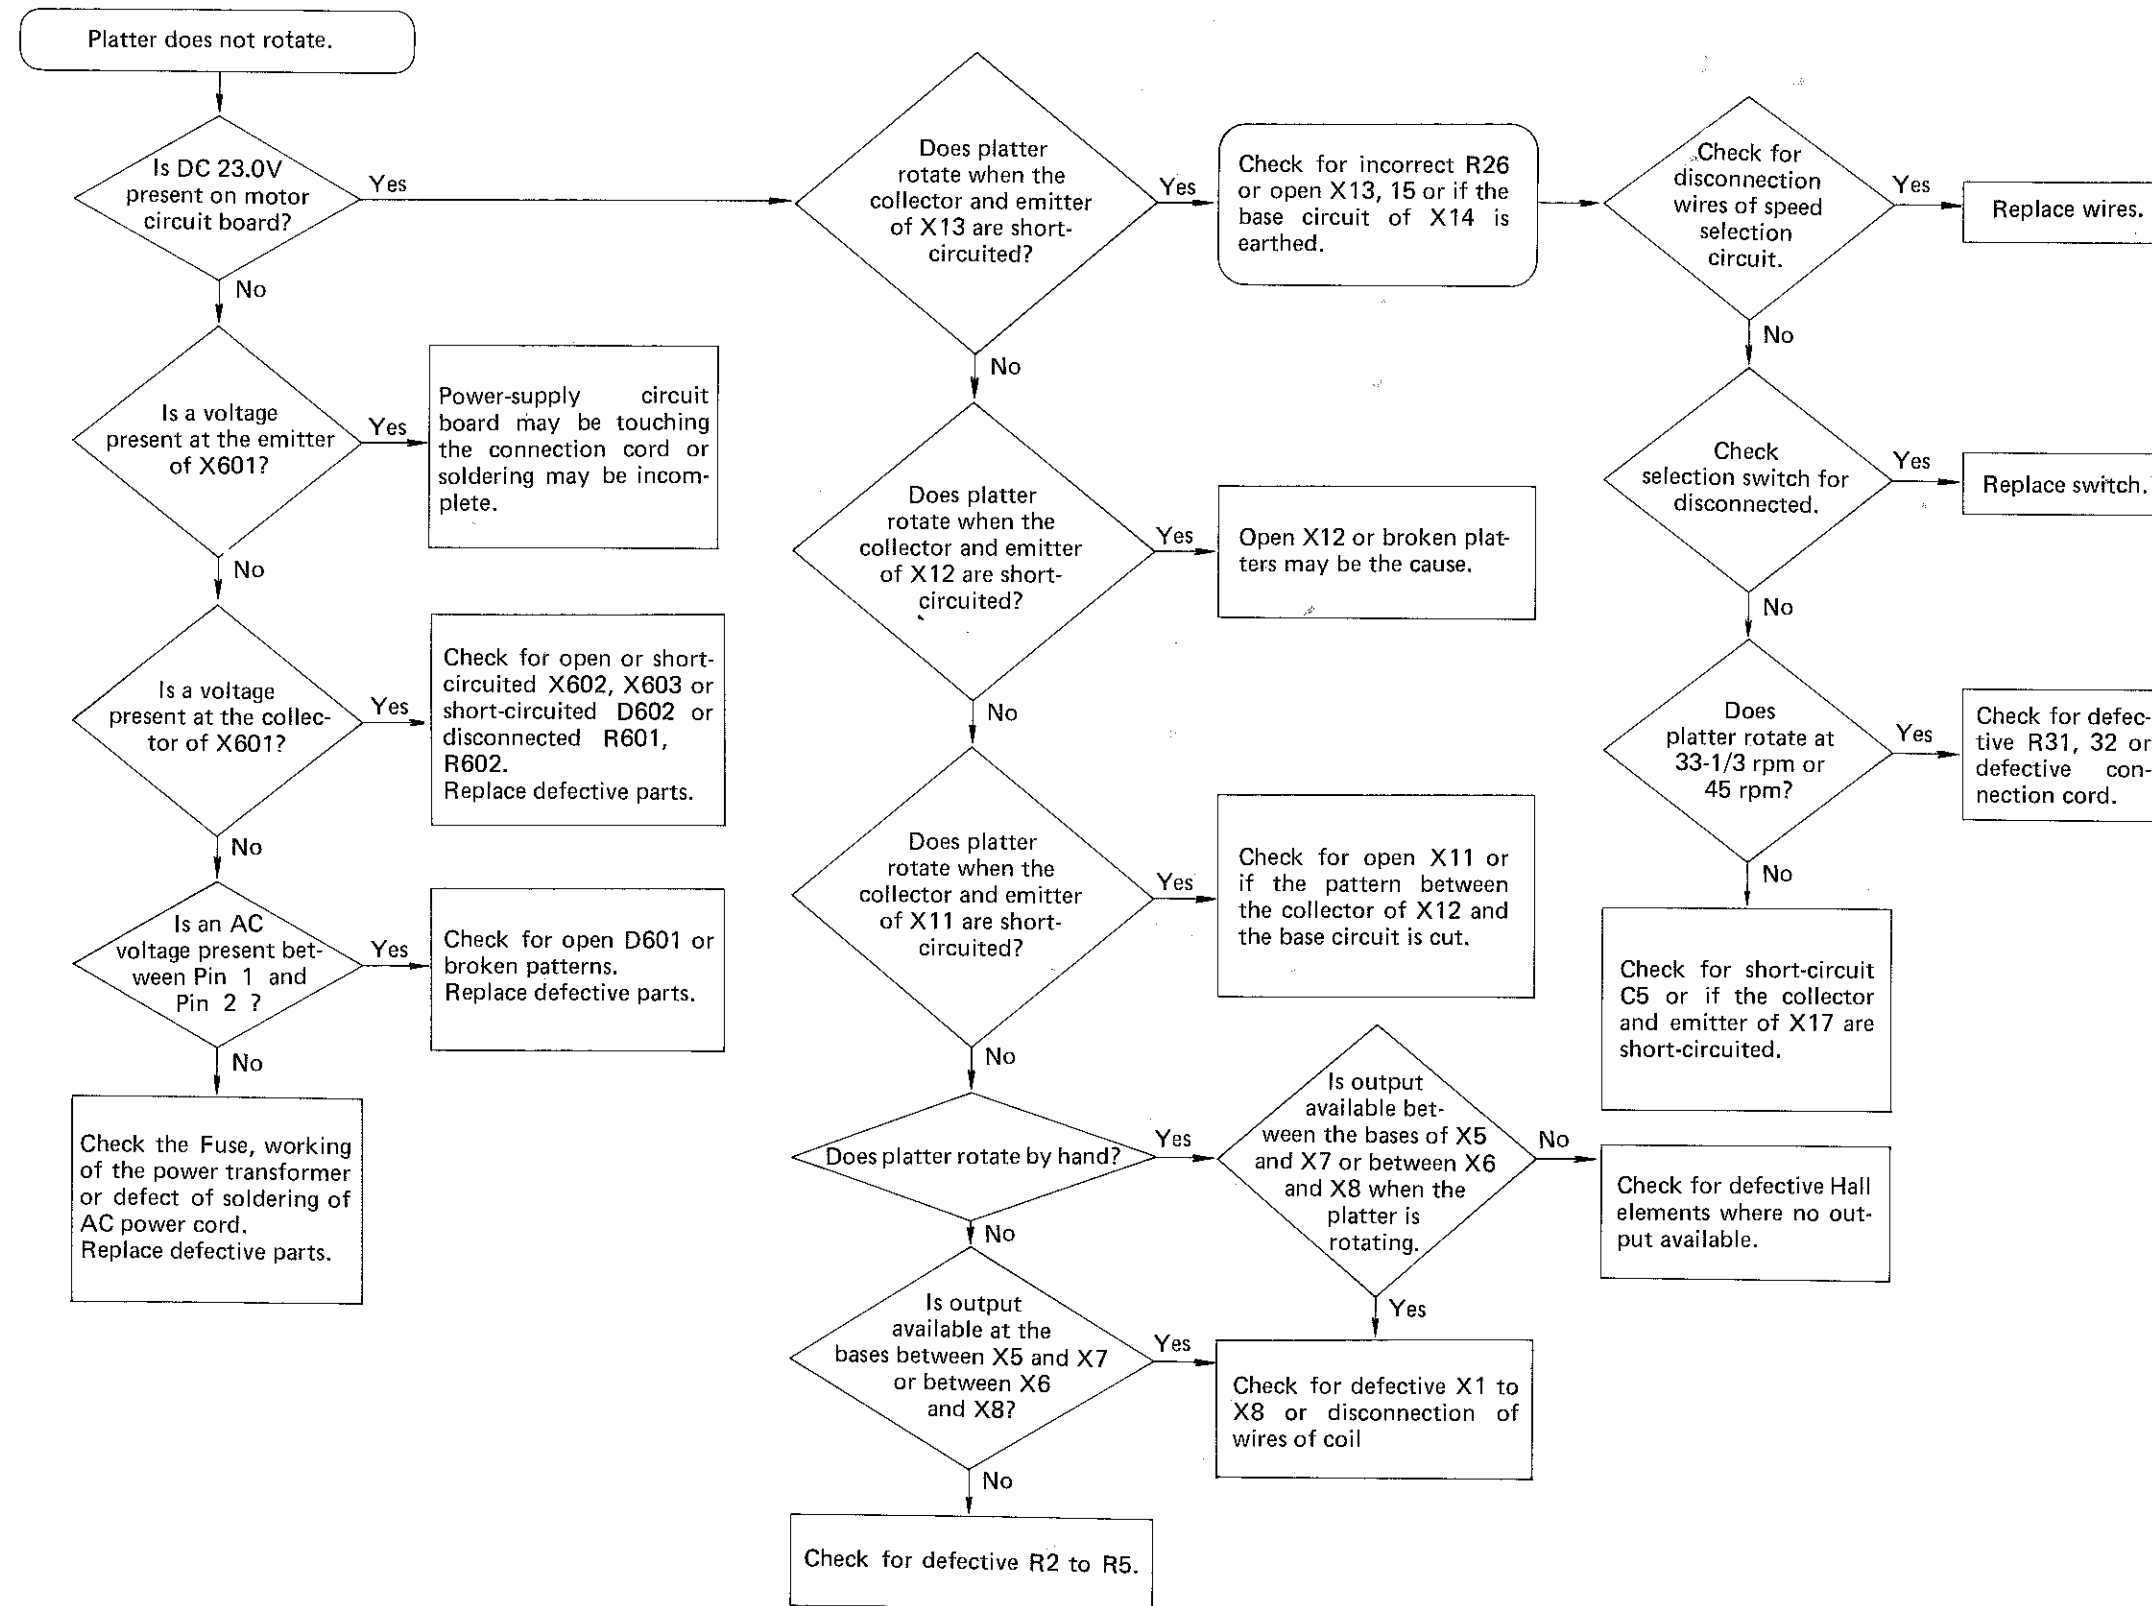 Platter does not rotate.
Is DC 23.0V
present on motor
circuit board?
Yes
No
Is a voltage
present at the emitter
of X601?
Yes
Power-supply circuit
board may be touching
the connection cord or
soldering may be incom-
plete.
No
Is a voltage
present at the collec-
tor of X601?
Yes
Check for open or short-
circuited X602, X603 or
short-circuited D602 or
disconnected R601,
R602.
Replace defective parts.
No
Is an AC
voltage present bet-
ween Pin 1 and
Pin 2 ?
Yes
Check for open D601 or
broken patterns.
Replace defective parts.
No
Check the Fuse, working
of the power transformer
or defect of soldering of
AC power cord.
Replace defective parts.
Does platter
rotate when the
collector and emitter
of X13 are short-
circuited?
Yes
Check for incorrect R26
or open X13, 15 or if the
base circuit of X14 is
earthed.
No
Does platter
rotate when the
collector and emitter
of X12 are short-
circuited?
Yes
Open X12 or broken plat-
ters may be the cause.
No
Does platter
rotate when the
collector and emitter
of X11 are short-
circuited?
Yes
Check for open X11 or
if the pattern between
the collector of X12 and
the base circuit is cut.
No
Does platter rotate by hand?
Yes
Is output
available bet-
ween the bases of X5
and X7 or between X6
and X8 when the
platter is
rotating.
No
Check for defective Hall
elements where no out-
put available.
Yes
No
Is output
available at the
bases between X5 and X7
or between X6
and X8?
Yes
Check for defective X1 to
X8 or disconnection of
wires of coil
No
Check for defective R2 to R5.
Check for
disconnection
wires of speed
selection
circuit.
Yes
Replace wires.
No
Check
selection switch for
disconnected.
Yes
Replace switch.
No
Does
platter rotate at
33-1/3 rpm or
45 rpm?
Yes
Check for defec-
tive R31, 32 or
defective con-
nection cord.
No
Check for short-circuit
C5 or if the collector
and emitter of X17 are
short-circuited.